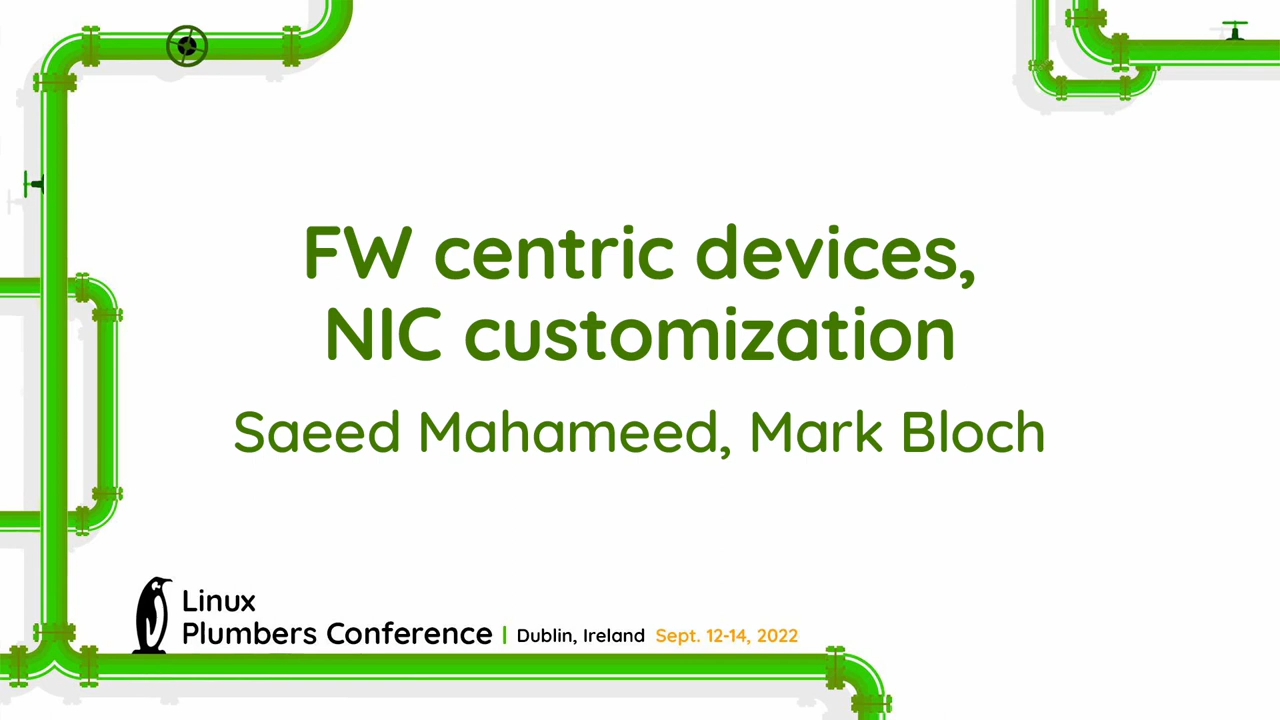 FW centric devices,
NIC customization
Saeed Mahameed, Mark Bloch
Linux
Plumbers Conference | Dublin, Ireland Sept. 12-14, 2022